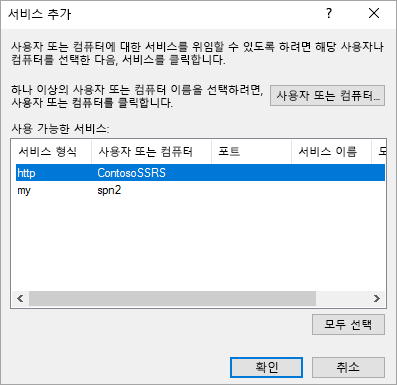 서비스 추가
사용자 또는 컴퓨터에 대한 서비스를 위임할 수 있도록 하려면 해당 사용자나
컴퓨터를 선택한 다음, 서비스를 클릭합니다.
하나 이상의 사용자 또는 컴퓨터 이름을 선택하려면,
사용자 또는 컴퓨터를 클릭합니다.
사용자 또는 컴퓨터...
사용 가능한 서비스:
서비스 형식 사용자 또는 컴퓨터 포트 서비스 이름
http ContosoSSRS
my spn2
모두 선택
확인 취소